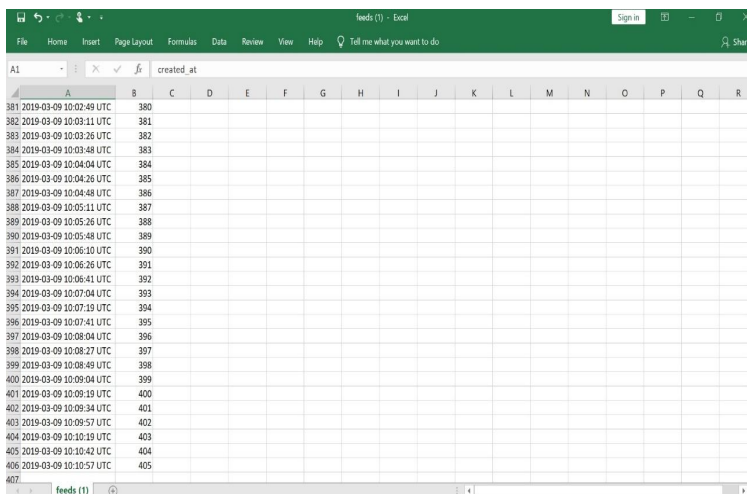 feeds (1) - Excel
Sign in
File Home Insert Page Layout Formulas Data Review View Help Tell me what you want to do Shar
A1 fx created_at
A B C D E F G H I J K L M N O P Q R
381 2019-03-09 10:02:49 UTC 380
382 2019-03-09 10:03:11 UTC 381
383 2019-03-09 10:03:26 UTC 382
384 2019-03-09 10:03:48 UTC 383
385 2019-03-09 10:04:04 UTC 384
386 2019-03-09 10:04:26 UTC 385
387 2019-03-09 10:04:48 UTC 386
388 2019-03-09 10:05:11 UTC 387
389 2019-03-09 10:05:26 UTC 388
390 2019-03-09 10:05:48 UTC 389
391 2019-03-09 10:06:10 UTC 390
392 2019-03-09 10:06:26 UTC 391
393 2019-03-09 10:06:41 UTC 392
394 2019-03-09 10:07:04 UTC 393
395 2019-03-09 10:07:19 UTC 394
396 2019-03-09 10:07:41 UTC 395
397 2019-03-09 10:08:04 UTC 396
398 2019-03-09 10:08:27 UTC 397
399 2019-03-09 10:08:49 UTC 398
400 2019-03-09 10:09:04 UTC 399
401 2019-03-09 10:09:19 UTC 400
402 2019-03-09 10:09:34 UTC 401
403 2019-03-09 10:09:57 UTC 402
404 2019-03-09 10:10:19 UTC 403
405 2019-03-09 10:10:42 UTC 404
406 2019-03-09 10:10:57 UTC 405
407
feeds (1)